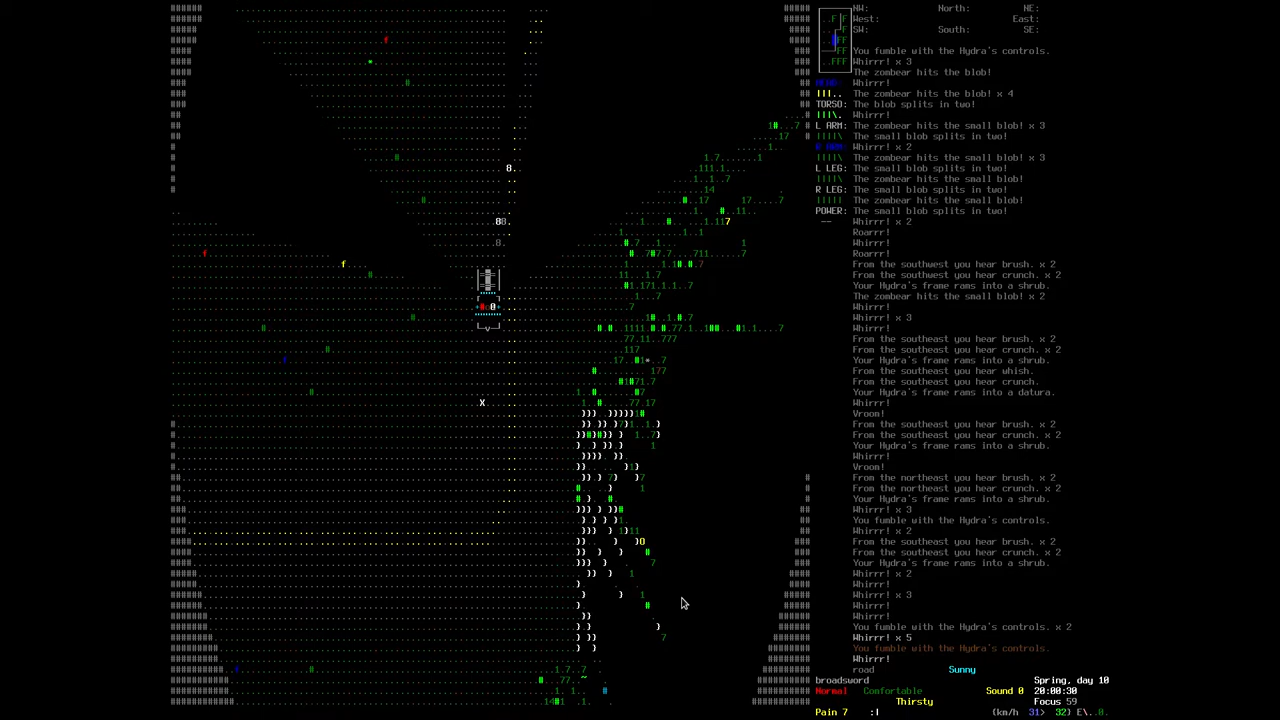 NW: North: NE:
West: East:
SW: South: SE:
You fumble with the Hydra's controls.
Whirrr! x 3
The zombear hits the blob!
HEAD: Whirrr!
The zombear hits the blob! x 4
TORSO: The blob splits in two!
Whirrr!
L ARM: The zombear hits the small blob! x 3
The small blob splits in two!
R ARM: Whirrr! x 2
The zombear hits the small blob! x 3
L LEG: The small blob splits in two!
The zombear hits the small blob!
R LEG: The small blob splits in two!
The zombear hits the small blob!
POWER: The small blob splits in two!
-- Whirrr! x 2
Roarrr!
Whirrr!
Roarrr!
From the southwest you hear brush. x 2
From the southwest you hear crunch. x 2
Your Hydra's frame rams into a shrub.
The zombear hits the small blob! x 2
Whirrr!
Whirrr! x 3
Whirrr!
From the southeast you hear brush. x 2
From the southeast you hear crunch. x 2
Your Hydra's frame rams into a shrub.
From the southeast you hear whish.
From the southeast you hear crunch.
Your Hydra's frame rams into a datura.
Whirrr!
Vroom!
From the southeast you hear brush. x 2
From the southeast you hear crunch. x 2
Your Hydra's frame rams into a shrub.
Whirrr!
Vroom!
From the northeast you hear brush. x 2
From the northeast you hear crunch. x 2
Your Hydra's frame rams into a shrub.
Whirrr! x 3
You fumble with the Hydra's controls.
Whirrr! x 2
From the southeast you hear brush. x 2
From the southeast you hear crunch. x 2
Your Hydra's frame rams into a shrub.
Whirrr! x 2
Whirrr!
Whirrr! x 3
Whirrr!
Whirrr!
You fumble with the Hydra's controls. x 2
Whirrr! x 5
You fumble with the Hydra's controls.
Whirrr!
road Sunny
broadsword Spring, day 10
Normal Comfortable Sound 0 20:00:30
Thirsty Focus 59
Pain 7 :| (km/h 31> 32) E\..0.